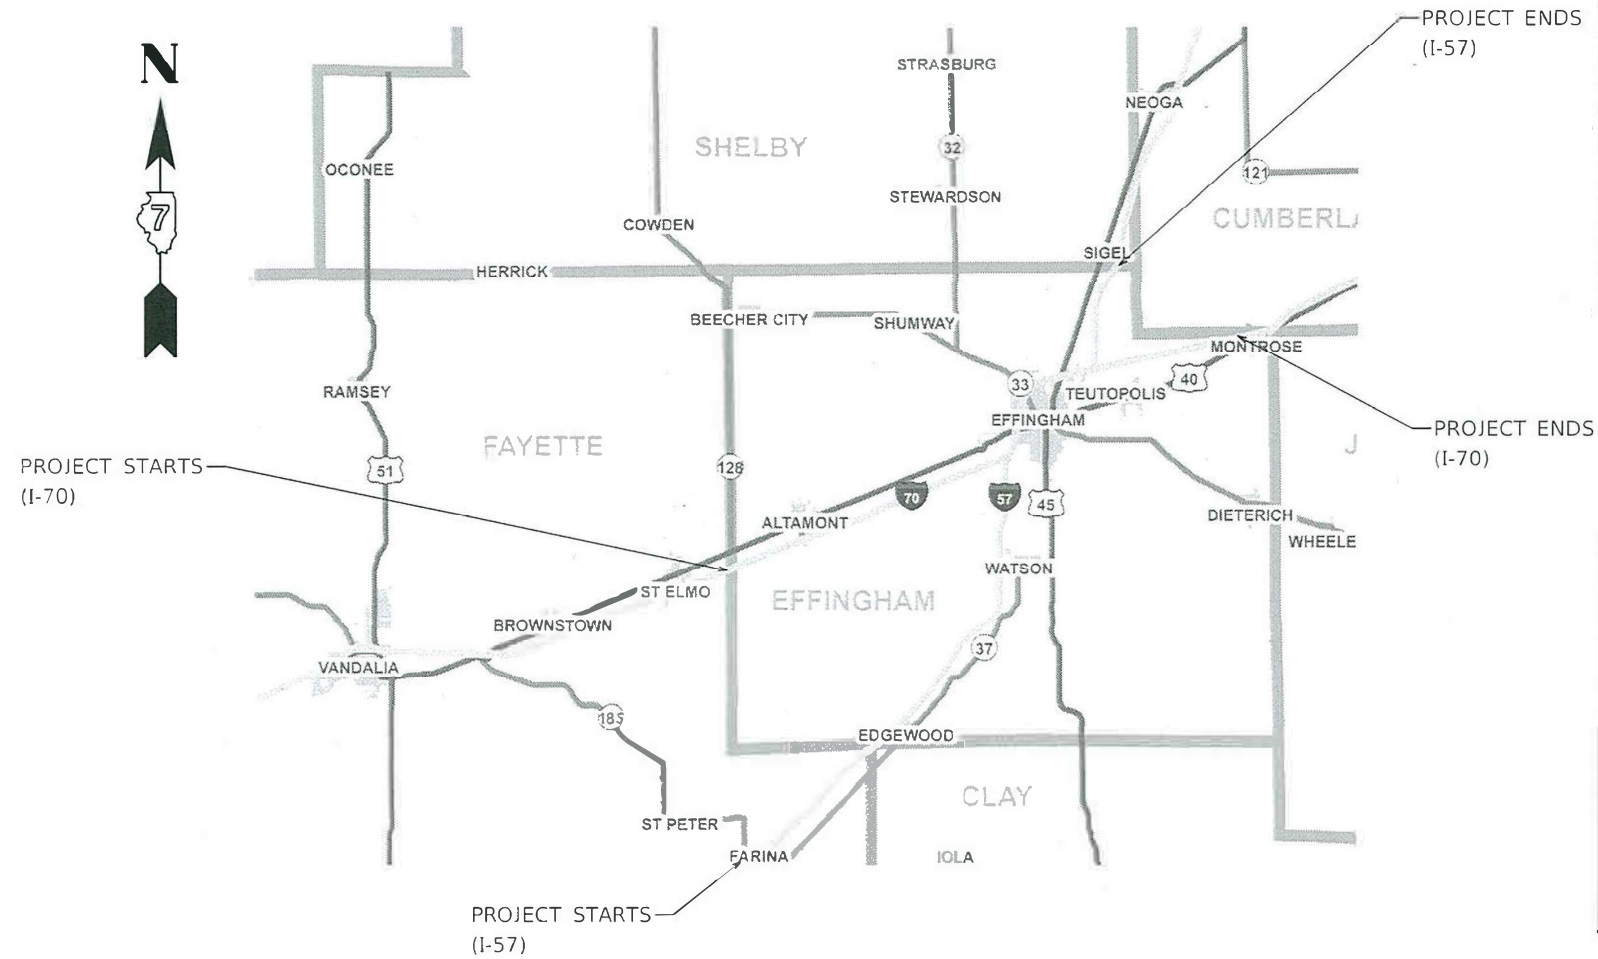 PROJECT ENDS
(I-57)
N
STRASBURG
NEOGA
SHELBY
32
OCONEE
121
7
STEWARDSON
CUMBERLA
COWDEN
SIGEL
HERRICK
BEECHER CITY
SHUMWAY
MONTROSE
RAMSEY
33
40
TEUTOPOLIS
EFFINGHAM
PROJECT ENDS
(I-70)
FAYETTE
J
PROJECT STARTS
(I-70)
51
128
70
57
45
ALTAMONT
DIETERICH
WHEELE
WATSON
ST ELMO
EFFINGHAM
BROWNSTOWN
37
VANDALIA
185
EDGEWOOD
CLAY
ST PETER
FARINA
IOLA
PROJECT STARTS
(I-57)